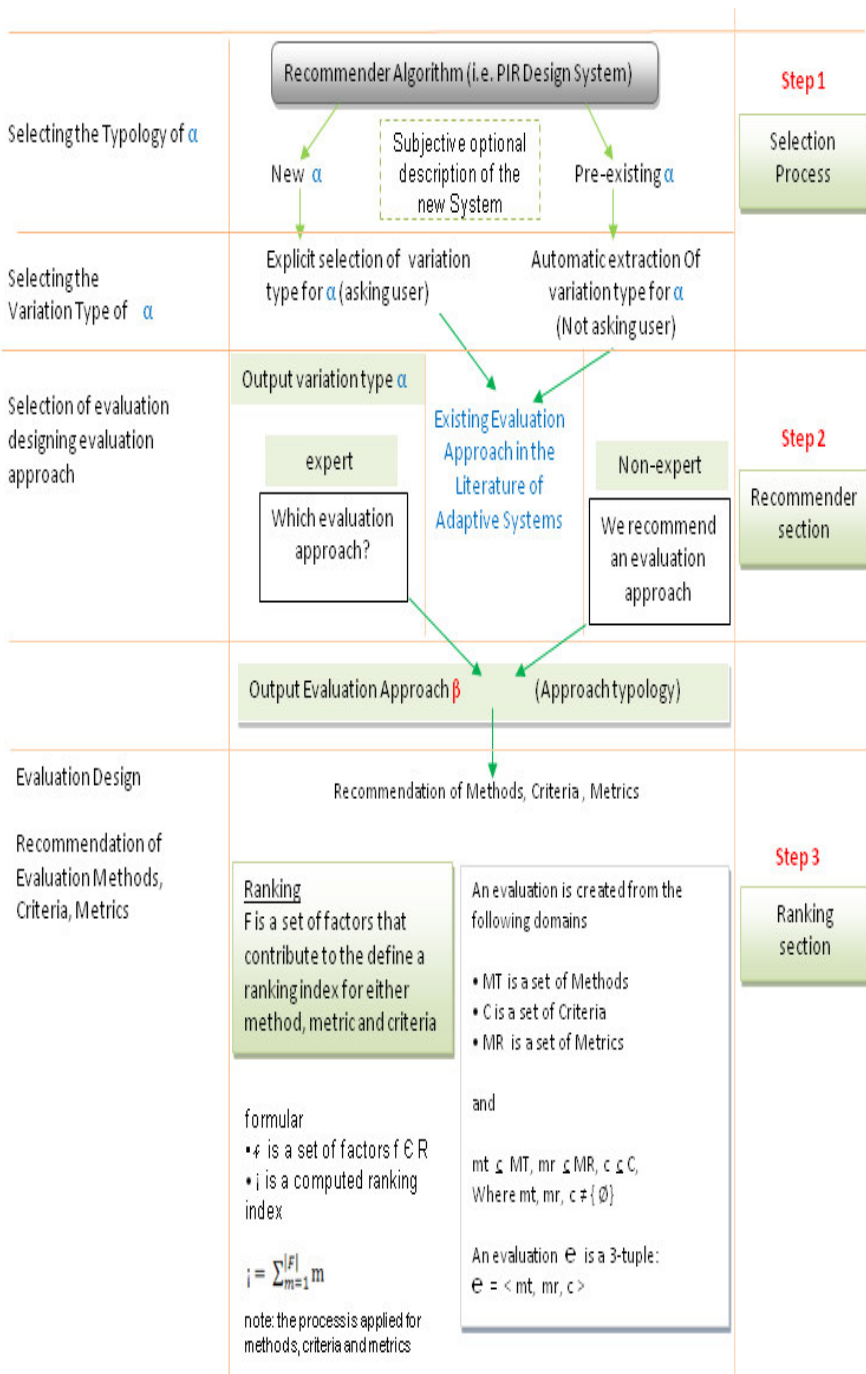 Recommender Algorithm (i.e. PIR Design System)
Step 1
Selecting the Typology of α
Subjective optional
description of the
new System
New α
Pre-existing α
Selection
Process
Selecting the
Variation Type of α
Explicit selection of variation
type for α (asking user)
Automatic extraction Of
variation type for α
(Not asking user)
Selection of evaluation
designing evaluation
approach
Output variation type α
expert
Which evaluation
approach?
Existing Evaluation
Approach in the
Literature of
Adaptive Systems
Non-expert
We recommend
an evaluation
approach
Step 2
Recommender
section
Output Evaluation Approach β (Approach typology)
Evaluation Design
Recommendation of
Evaluation Methods,
Criteria, Metrics
Recommendation of Methods, Criteria , Metrics
Ranking
F is a set of factors that
contribute to the define a
ranking index for either
method, metric and criteria
formular
• 𝓕 is a set of factors f Є R
• i is a computed ranking
index
i = ∑_{m=1}^{|F|} m
note: the process is applied for
methods, criteria and metrics
An evaluation is created from the
following domains
• MT is a set of Methods
• C is a set of Criteria
• MR is a set of Metrics
and
mt ⊆ MT, mr ⊆ MR, c ⊆ C,
Where mt, mr, c ≠ { Ø}
An evaluation e is a 3-tuple:
e = < mt, mr, c >
Step 3
Ranking
section